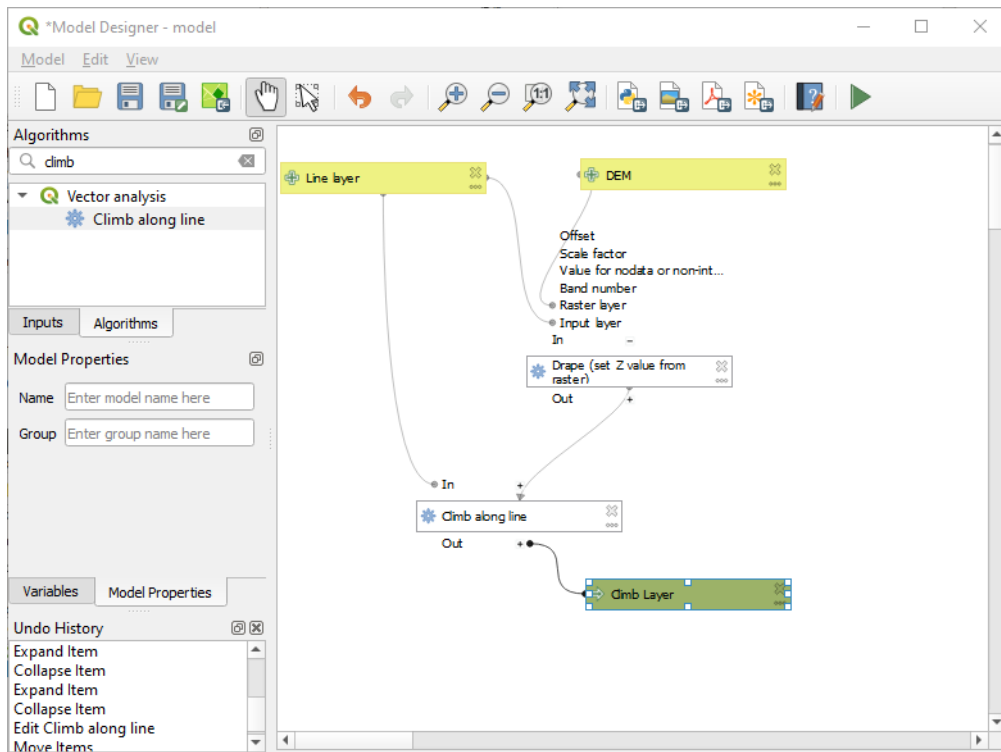 *Model Designer - model
Model Edit View
1:1
Algorithms
climb
Vector analysis
Climb along line
Inputs Algorithms
Model Properties
Name Enter model name here
Group Enter group name here
Variables Model Properties
Undo History
Expand Item
Collapse Item
Expand Item
Collapse Item
Edit Climb along line
Move Items
Line layer
DEM
Offset
Scale factor
Value for nodata or non-int...
Band number
Raster layer
Input layer
In -
Drape (set Z value from
raster)
Out +
In +
Climb along line
Out +
Climb Layer